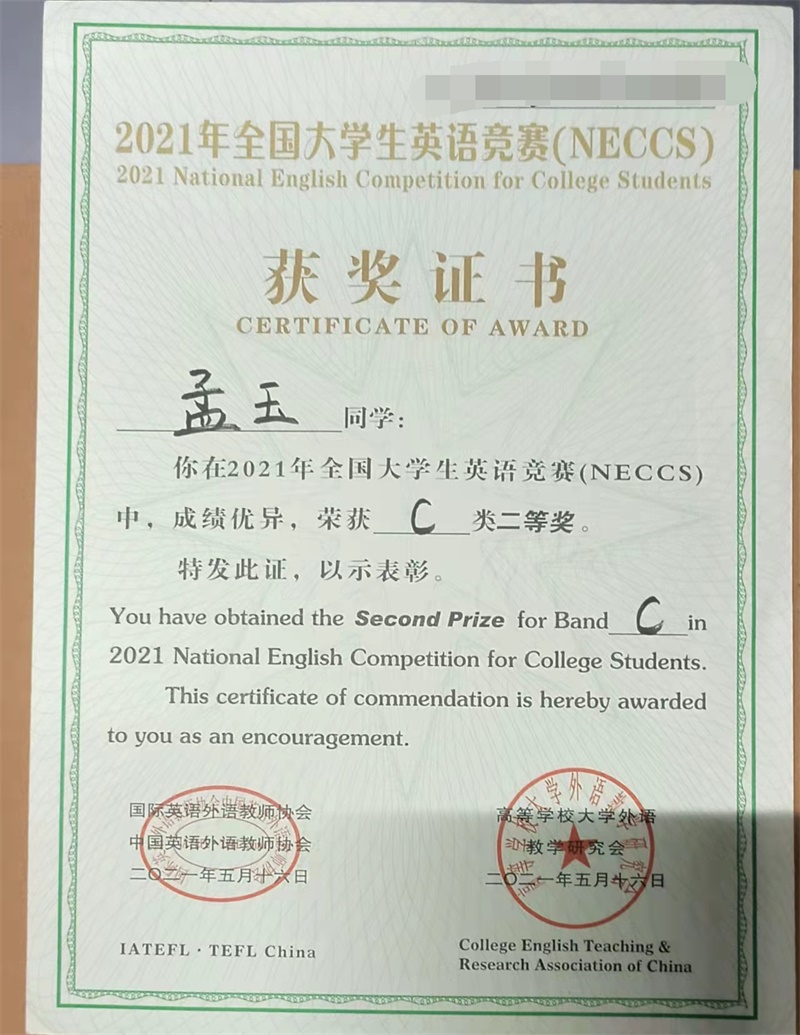 2021年全国大学生英语竞赛(NECCS)
2021 National English Competition for College Students
获奖证书
CERTIFICATE OF AWARD
孟玉同学:
你在2021年全国大学生英语竞赛(NECCS)
中，成绩优异，荣获 C 类二等奖。
特发此证，以示表彰。
You have obtained the Second Prize for Band C in
2021 National English Competition for College Students.
This certificate of commendation is hereby awarded
to you as an encouragement.
国际英语外语教师协会
中国英语外语教师协会
二〇二一年五月十六日
IATEFL · TEFL China
高等学校大学外语
教学研究会
二〇二一年五月十六日
College English Teaching &
Research Association of China